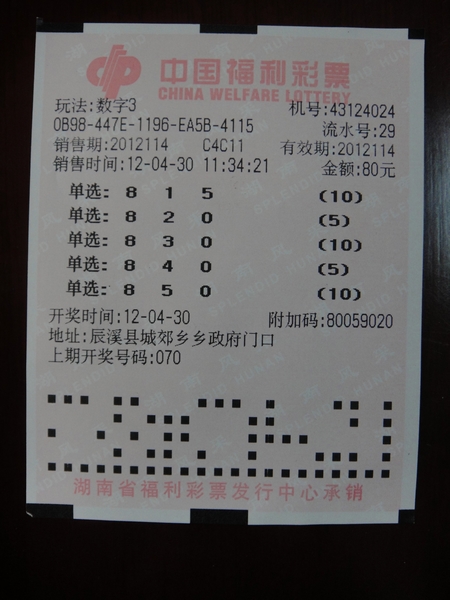 中国福利彩票
CHINA WELFARE LOTTERY
玩法:数字3 机号:43124024
0B98-447E-1196-EA5B-4115 流水号:29
销售期:2012114 C4C11 有效期:2012114
销售时间:12-04-30 11:34:21 金额:80元
单选: 8 1 5 (10)
单选: 8 2 0 (5)
单选: 8 3 0 (10)
单选: 8 4 0 (5)
单选: 8 5 0 (10)
开奖时间:12-04-30 附加码:80059020
地址:辰溪县城郊乡乡政府门口
上期开奖号码:070
湖南省福利彩票发行中心承销